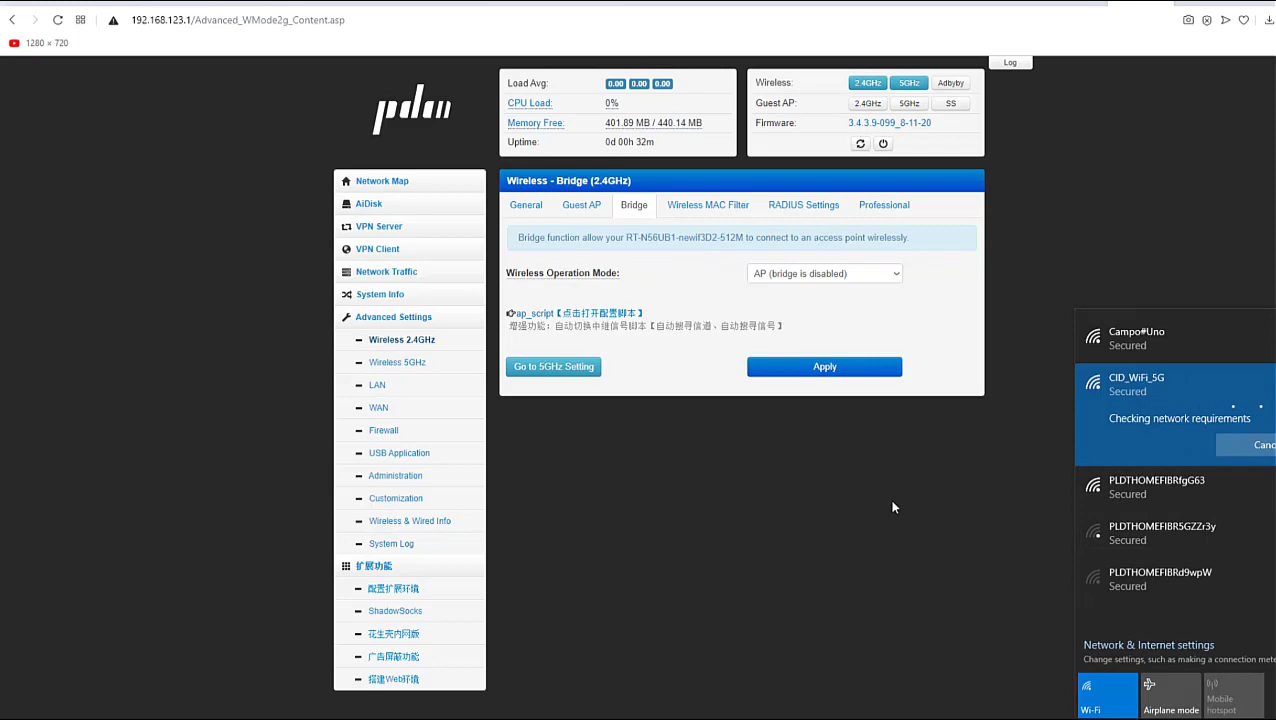 192.168.123.1/Advanced_WMode2g_Content.asp
1280 × 720
Log
pdcn
Load Avg: 0.00 0.00 0.00
CPU Load: 0%
Memory Free: 401.89 MB / 440.14 MB
Uptime: 0d 00h 32m
Wireless: 2.4GHz 5GHz Adbyby
Guest AP: 2.4GHz 5GHz SS
Firmware: 3.4.3.9-099_8-11-20
Network Map
AiDisk
VPN Server
VPN Client
Network Traffic
System Info
Advanced Settings
Wireless 2.4GHz
Wireless 5GHz
LAN
WAN
Firewall
USB Application
Administration
Customization
Wireless & Wired Info
System Log
扩展功能
配置扩展环境
ShadowSocks
花生壳内网版
广告屏蔽功能
搭建Web环境
Wireless - Bridge (2.4GHz)
General Guest AP Bridge Wireless MAC Filter RADIUS Settings Professional
Bridge function allow your RT-N56UB1-newif3D2-512M to connect to an access point wirelessly.
Wireless Operation Mode: AP (bridge is disabled)
ap_script【点击打开配置脚本】
增强功能：自动切换中继信号脚本【自动搜寻信道、自动搜寻信号】
Go to 5GHz Setting Apply
Campo#Uno
Secured
CID_WiFi_5G
Secured
Checking network requirements
Canc
PLDTHOMEFIBRfgG63
Secured
PLDTHOMEFIBR5GZZr3y
Secured
PLDTHOMEFIBRd9wpW
Secured
Network & Internet settings
Change settings, such as making a connection mete
Wi-Fi
Airplane mode
Mobile
hotspot